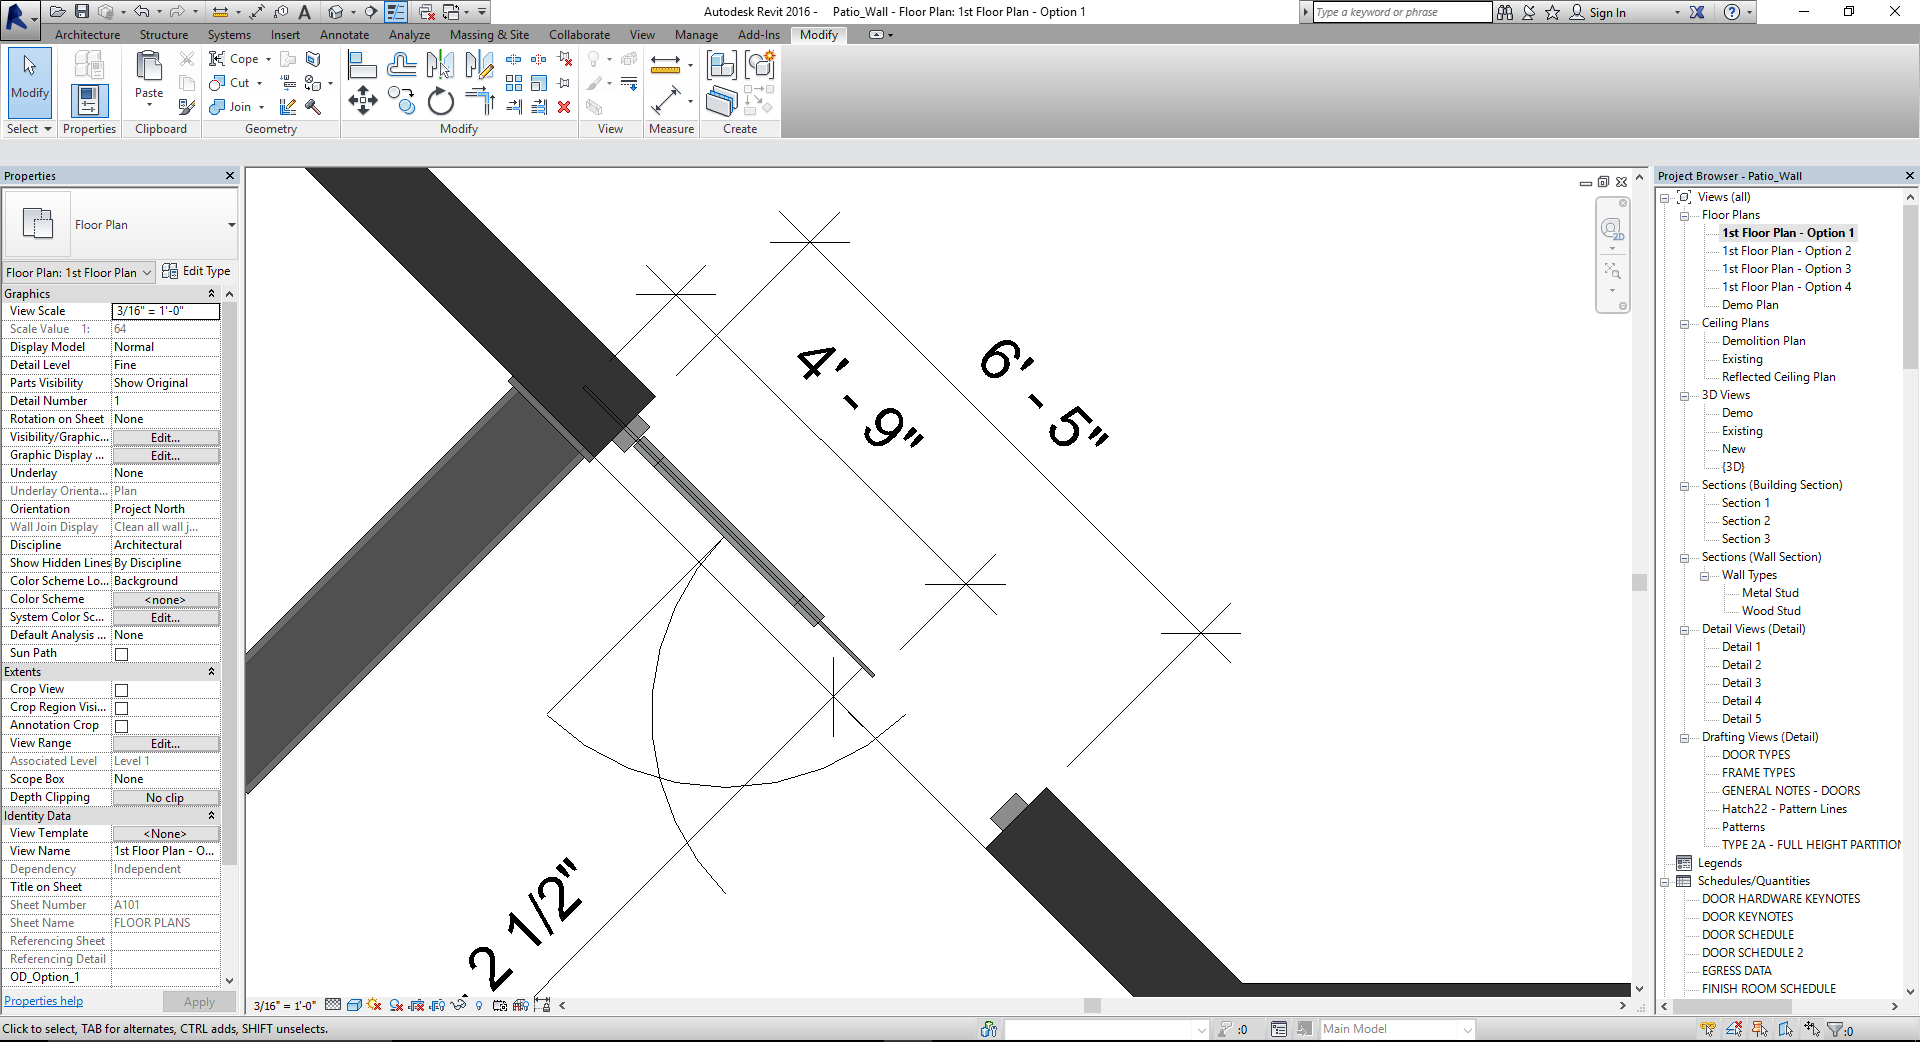 Autodesk Revit 2016 -     Patio_Wall - Floor Plan: 1st Floor Plan - Option 1
Type a keyword or phrase
Sign In
Architecture
Structure
Systems
Insert
Annotate
Analyze
Massing & Site
Collaborate
View
Manage
Add-Ins
Modify
Modify
Paste
Cope
Cut
Join
Select
Properties
Clipboard
Geometry
Modify
View
Measure
Create
Properties
Floor Plan
Floor Plan: 1st Floor Plan
Edit Type
Graphics
View Scale 3/16" = 1'-0"
Scale Value 1: 64
Display Model Normal
Detail Level Fine
Parts Visibility Show Original
Detail Number 1
Rotation on Sheet None
Visibility/Graphic... Edit...
Graphic Display ... Edit...
Underlay None
Underlay Orienta... Plan
Orientation Project North
Wall Join Display Clean all wall j...
Discipline Architectural
Show Hidden Lines By Discipline
Color Scheme Lo... Background
Color Scheme <none>
System Color Sc... Edit...
Default Analysis ... None
Sun Path
Extents
Crop View
Crop Region Visi...
Annotation Crop
View Range Edit...
Associated Level Level 1
Scope Box None
Depth Clipping No clip
Identity Data
View Template <None>
View Name 1st Floor Plan - O...
Dependency Independent
Title on Sheet
Sheet Number A101
Sheet Name FLOOR PLANS
Referencing Sheet
Referencing Detail
OD_Option_1
Properties help
Apply
4' - 9"
6' - 5"
2 1/2"
2D
3/16" = 1'-0"
Project Browser - Patio_Wall
Views (all)
Floor Plans
1st Floor Plan - Option 1
1st Floor Plan - Option 2
1st Floor Plan - Option 3
1st Floor Plan - Option 4
Demo Plan
Ceiling Plans
Demolition Plan
Existing
Reflected Ceiling Plan
3D Views
Demo
Existing
New
{3D}
Sections (Building Section)
Section 1
Section 2
Section 3
Sections (Wall Section)
Wall Types
Metal Stud
Wood Stud
Detail Views (Detail)
Detail 1
Detail 2
Detail 3
Detail 4
Detail 5
Drafting Views (Detail)
DOOR TYPES
FRAME TYPES
GENERAL NOTES - DOORS
Hatch22 - Pattern Lines
Patterns
TYPE 2A - FULL HEIGHT PARTITION
Legends
Schedules/Quantities
DOOR HARDWARE KEYNOTES
DOOR KEYNOTES
DOOR SCHEDULE
DOOR SCHEDULE 2
EGRESS DATA
FINISH ROOM SCHEDULE
Click to select, TAB for alternates, CTRL adds, SHIFT unselects.
:0
Main Model
:0